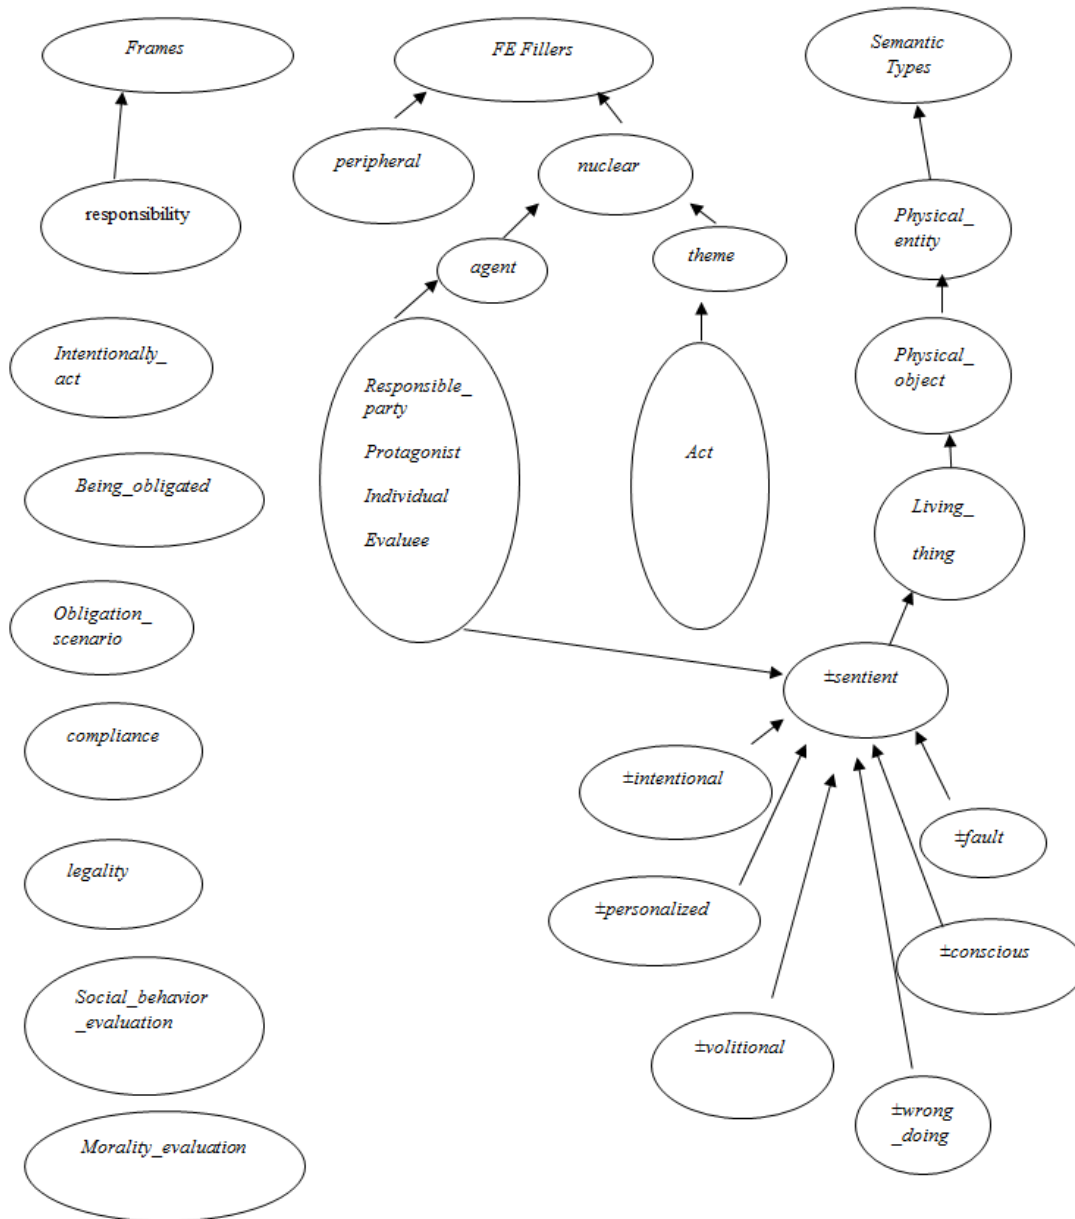 Frames
FE Fillers
Semantic
Types
peripheral
nuclear
responsibility
Physical_
entity
agent
theme
Intentionally_
act
Physical_
object
Responsible_
party
Protagonist
Individual
Evaluee
Act
Being_obligated
Living_
thing
Obligation_
scenario
±sentient
compliance
±intentional
±fault
legality
±personalized
±conscious
Social_behavior
_evaluation
±volitional
±wrong
_doing
Morality_evaluation